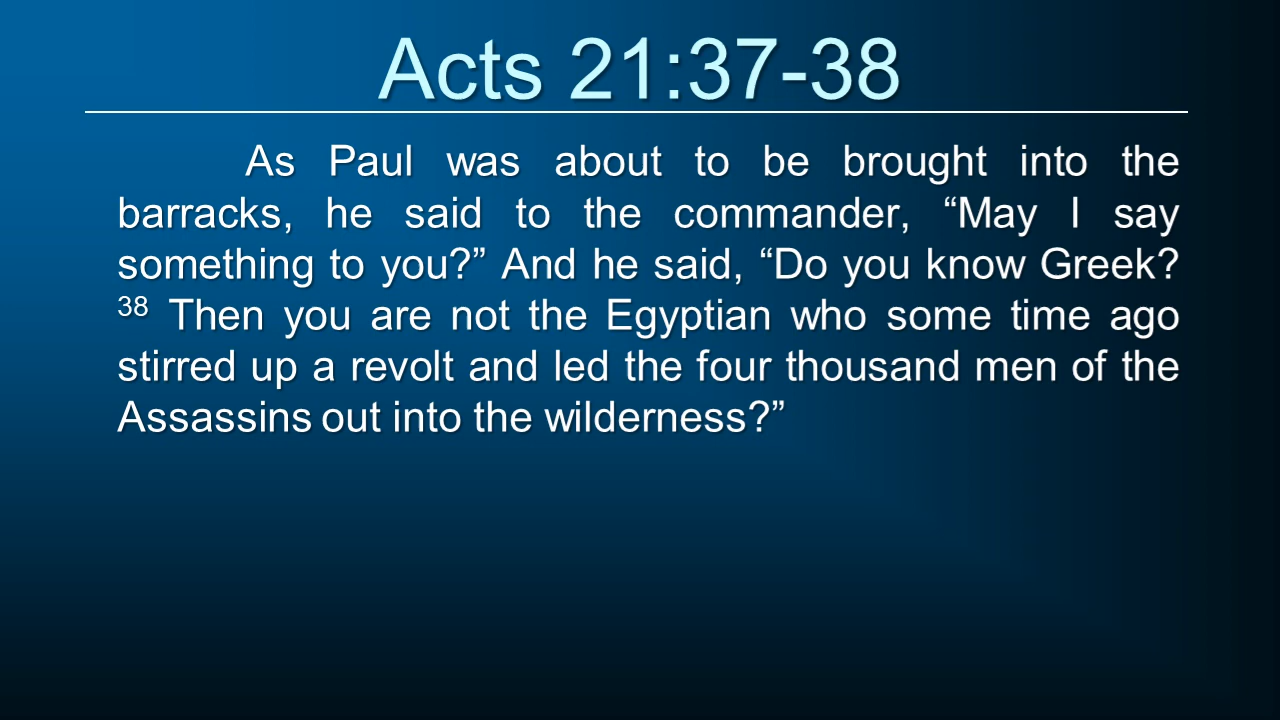 Acts 21:37-38
As Paul was about to be brought into the
barracks, he said to the commander, “May I say
something to you?” And he said, “Do you know Greek?
38 Then you are not the Egyptian who some time ago
stirred up a revolt and led the four thousand men of the
Assassins out into the wilderness?”